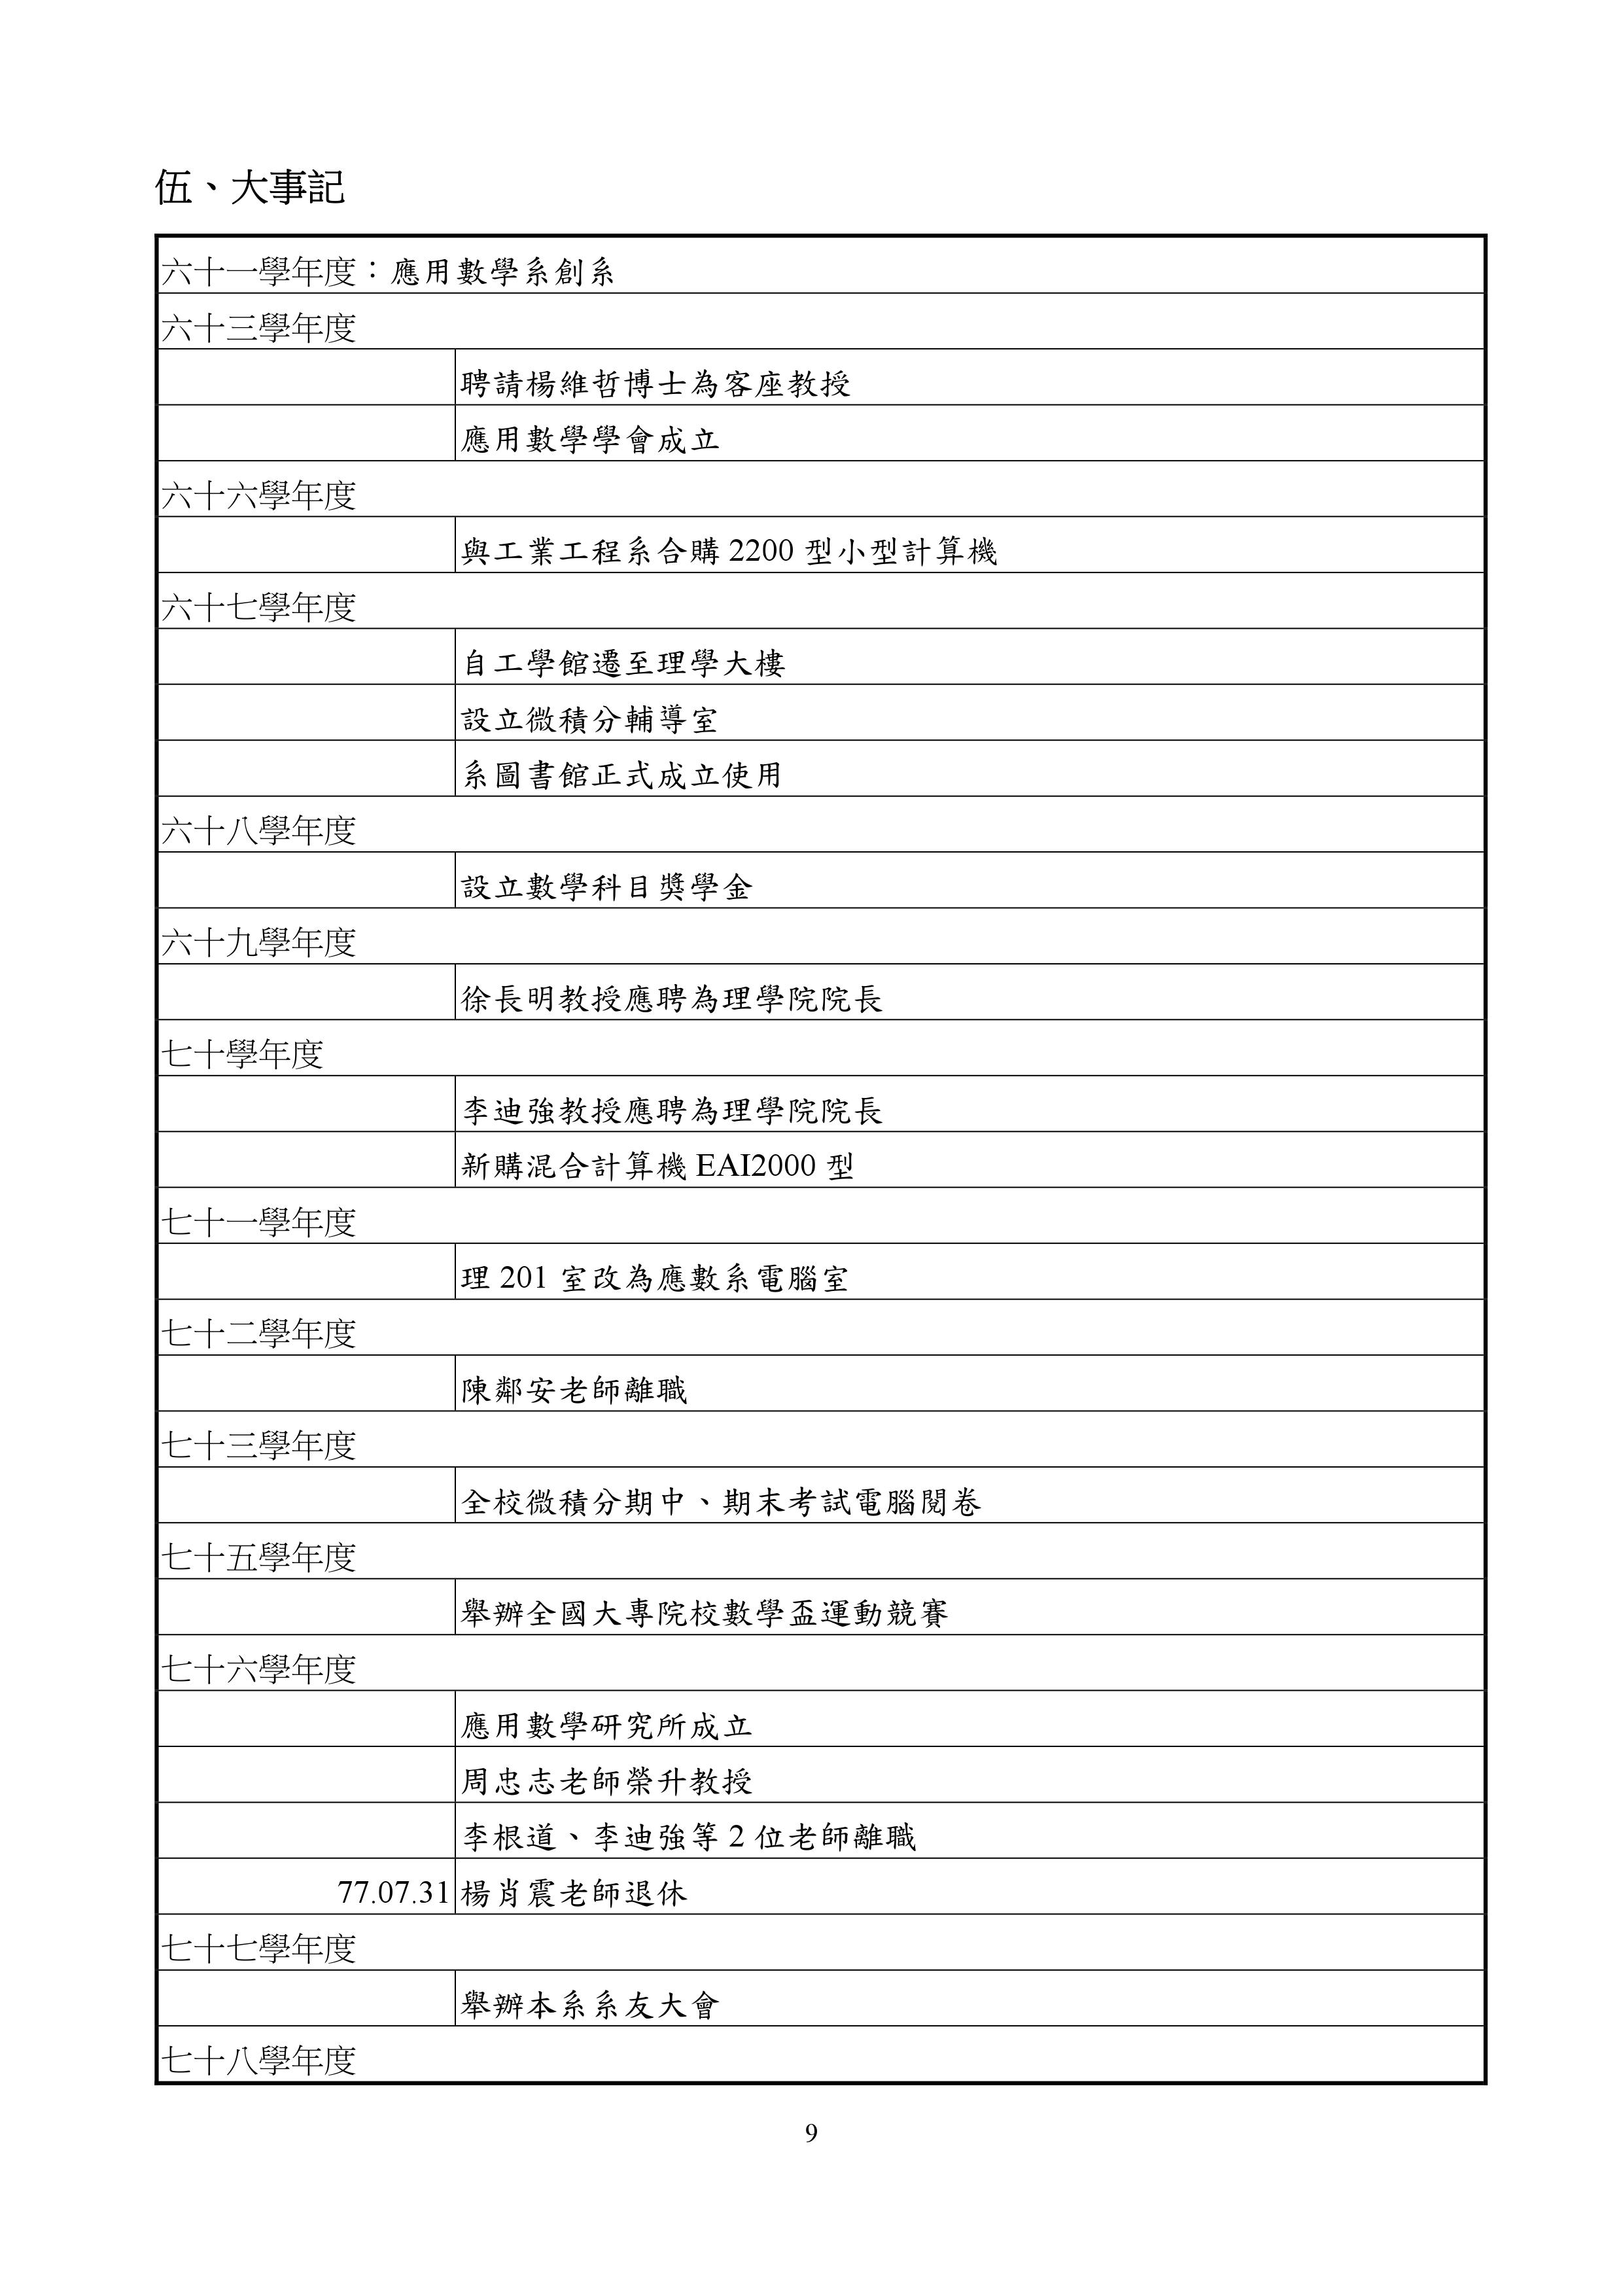 伍、大事記
六十一學年度：應用數學系創系
六十三學年度
聘請楊維哲博士為客座教授
應用數學學會成立
六十六學年度
與工業工程系合購 2200 型小型計算機
六十七學年度
自工學館遷至理學大樓
設立微積分輔導室
系圖書館正式成立使用
六十八學年度
設立數學科目獎學金
六十九學年度
徐長明教授應聘為理學院院長
七十學年度
李迪強教授應聘為理學院院長
新購混合計算機 EAI2000 型
七十一學年度
理 201 室改為應數系電腦室
七十二學年度
陳鄰安老師離職
七十三學年度
全校微積分期中、期末考試電腦閱卷
七十五學年度
舉辦全國大專院校數學盃運動競賽
七十六學年度
應用數學研究所成立
周忠志老師榮升教授
李根道、李迪強等 2 位老師離職
77.07.31 楊肖震老師退休
七十七學年度
舉辦本系系友大會
七十八學年度
9